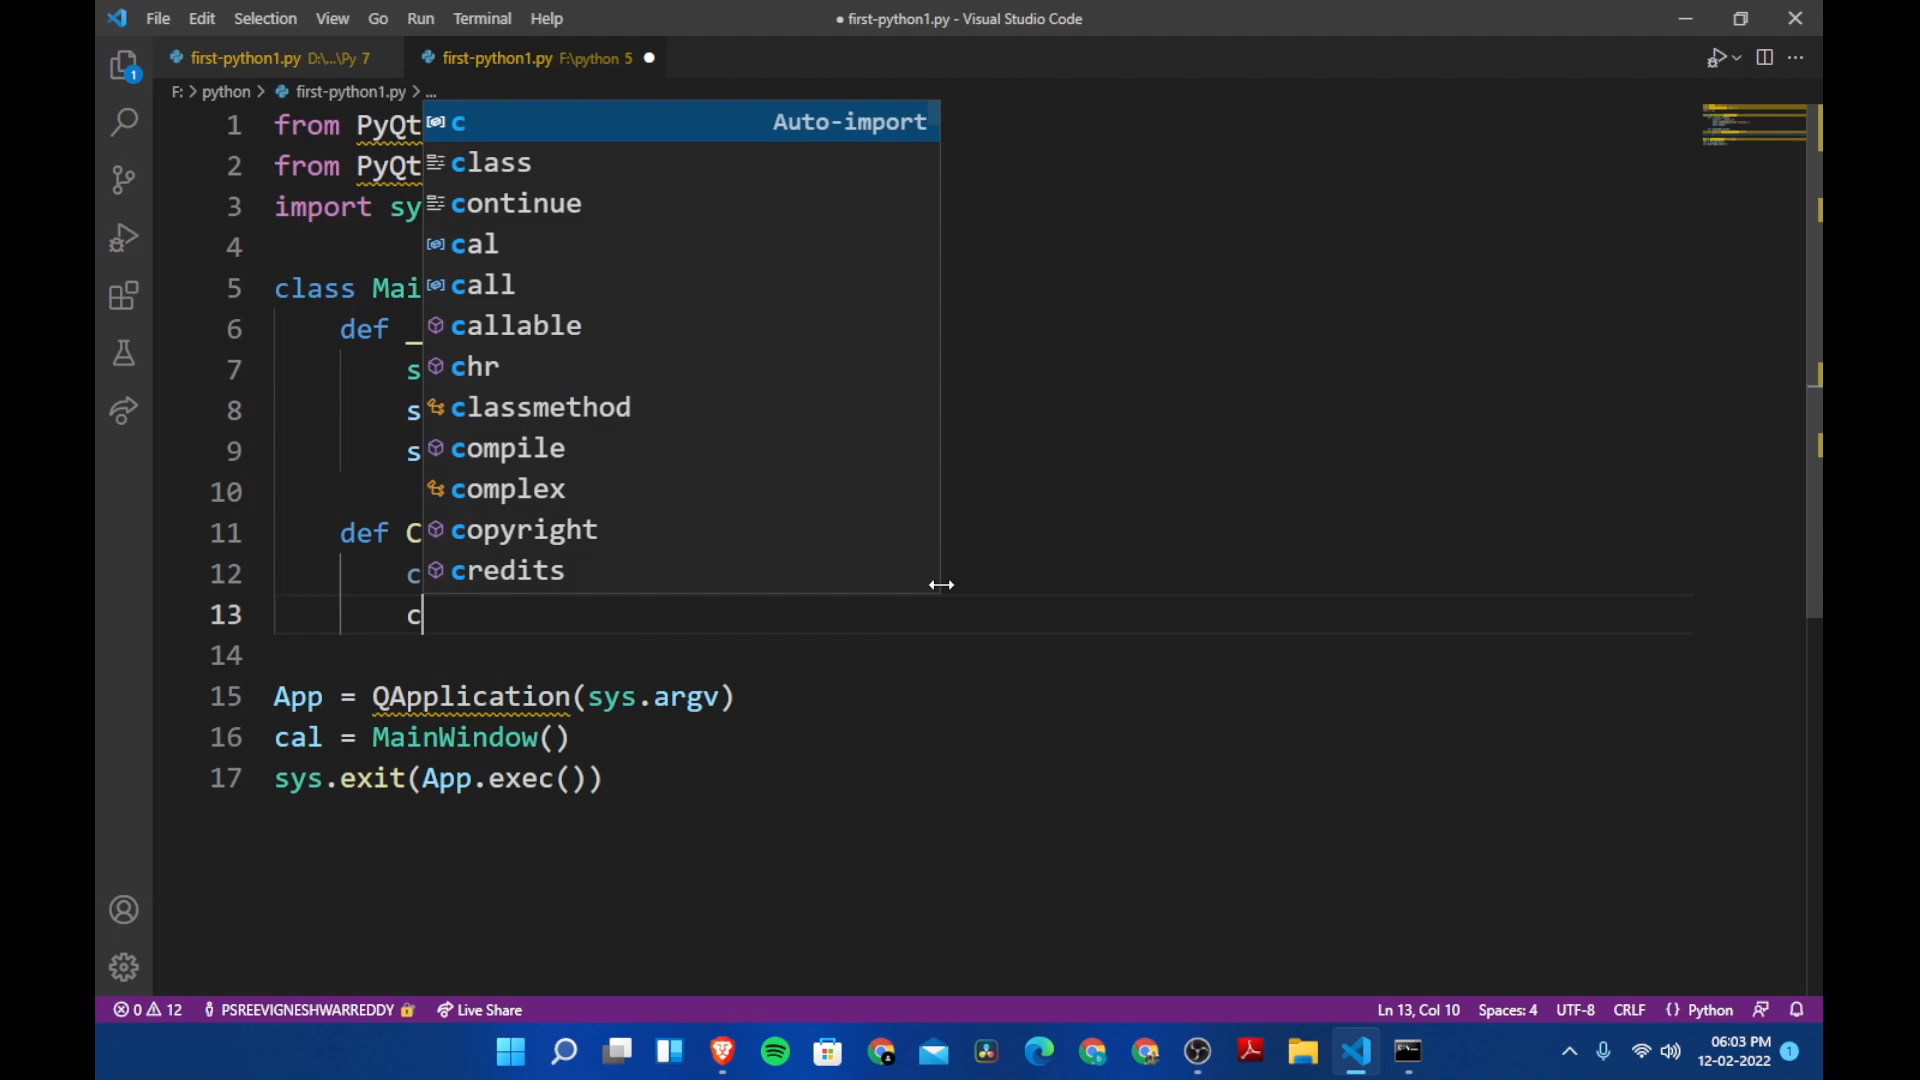 File Edit Selection View Go Run Terminal Help
● first-python1.py - Visual Studio Code
first-python1.py D:\...\Py 7
first-python1.py F:\python 5
F: > python > first-python1.py > ...
1 from PyQt
2 from PyQt
3 import sy
4
5 class Mai
6 def _
7 s
8 s
9 s
10
11 def C
12 c
13 c
14
15 App = QApplication(sys.argv)
16 cal = MainWindow()
17 sys.exit(App.exec())
c Auto-import
class
continue
cal
call
callable
chr
classmethod
compile
complex
copyright
credits
1
0 12 PSREEVIGNESHWARREDDY Live Share
Ln 13, Col 10 Spaces: 4 UTF-8 CRLF {} Python
06:03 PM
12-02-2022
1